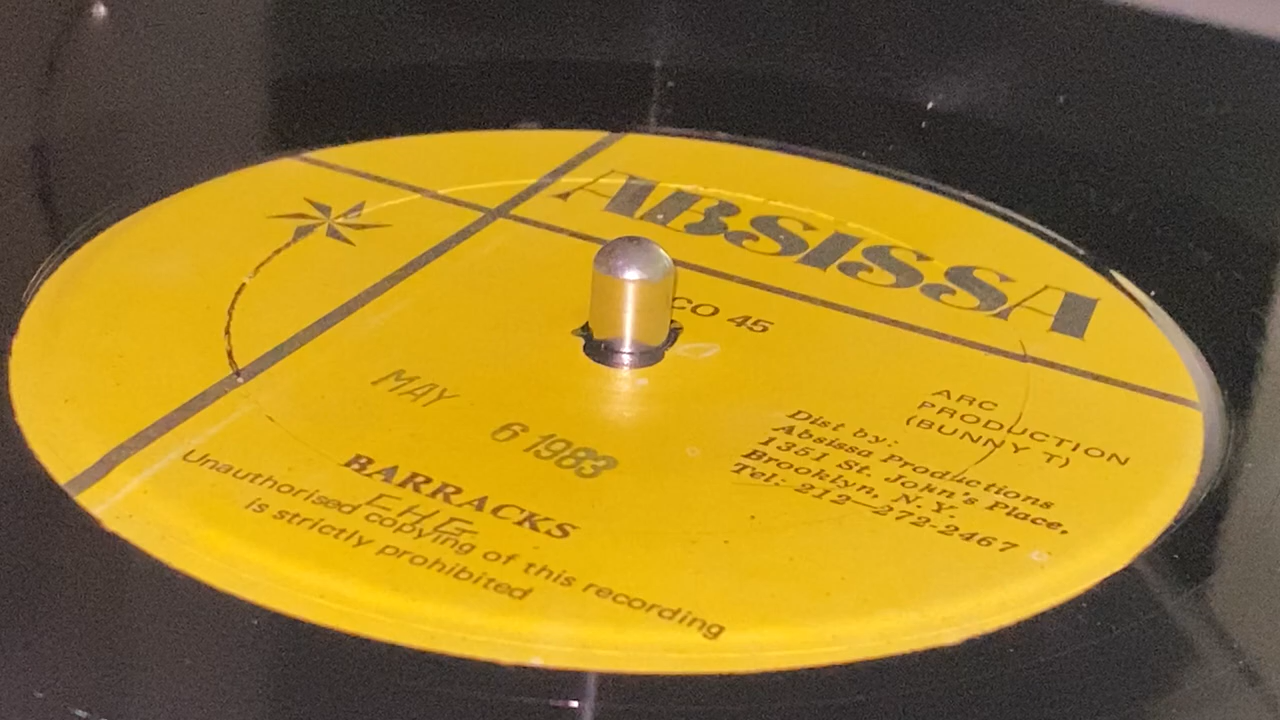 ABSISSA
CO 45
ARC
PRODUCTION
(BUNNY T)
MAY 6 1983
Dist by:
Absissa Productions
1351 St. John's Place,
Brooklyn, N.Y.
Tel: 212-272-2467
BARRACKS
Unauthorised copying of this recording
is strictly prohibited